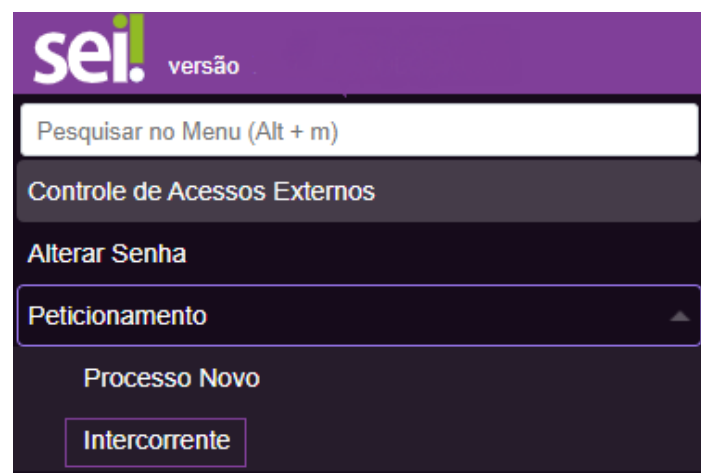 sei! versão
Pesquisar no Menu (Alt + m)
Controle de Acessos Externos
Alterar Senha
Peticionamento
Processo Novo
Intercorrente